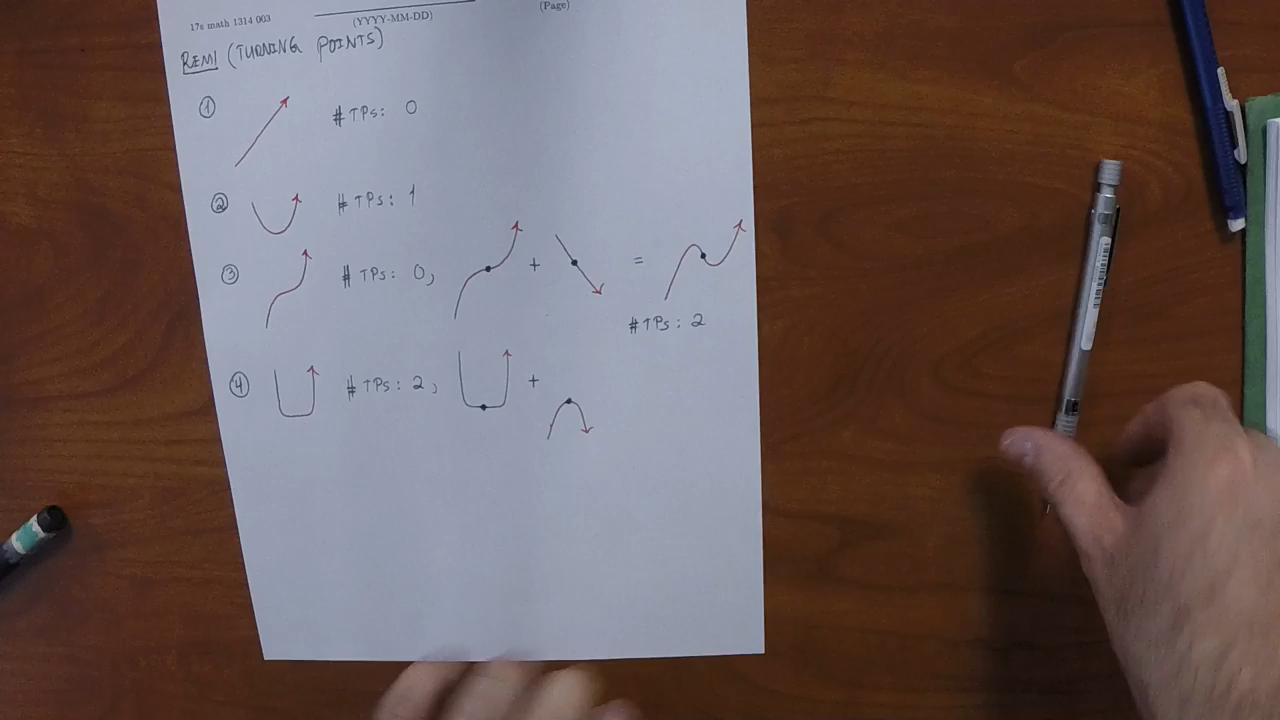 17s math 1314 003
(YYYY-MM-DD)
(Page)
REM! (TURNING POINTS)
① # TPs: 0
② # TPs: 1
③ # TPs: 0, + =
# TPs: 2
④ # TPs: 2, +